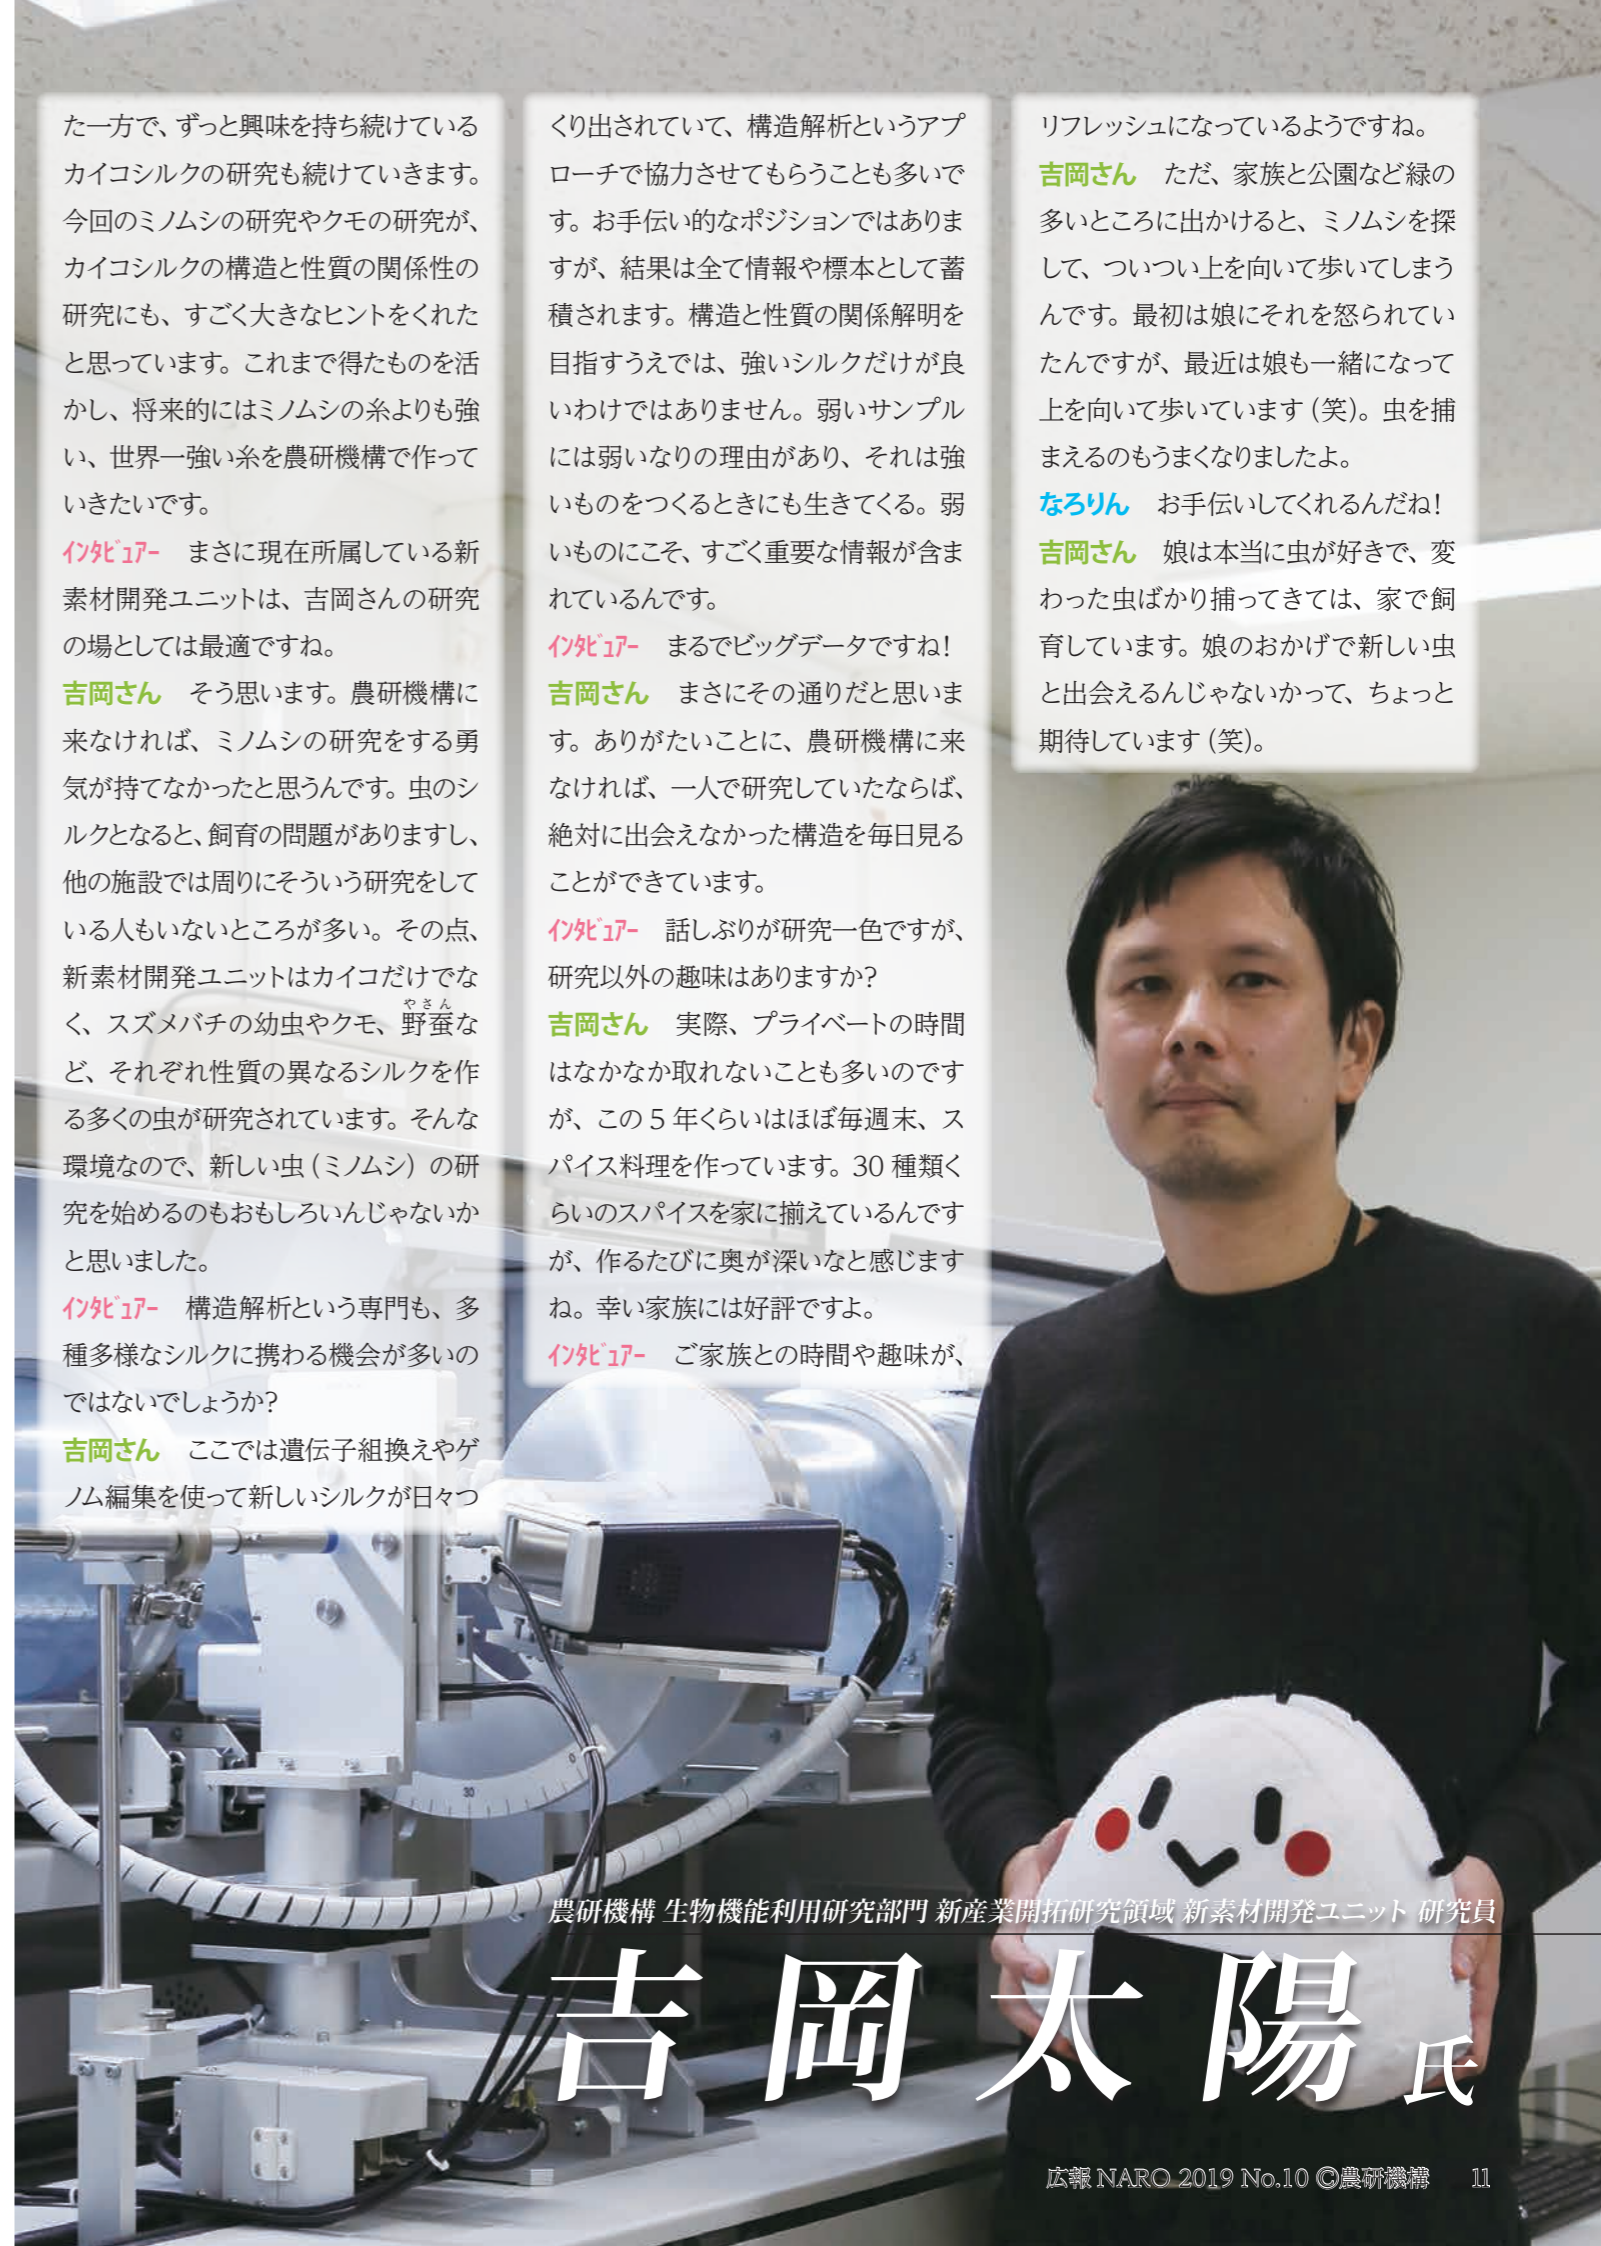 た一方で、ずっと興味を持ち続けている
カイコシルクの研究も続けていきます。
今回のミノムシの研究やクモの研究が、
カイコシルクの構造と性質の関係性の
研究にも、すごく大きなヒントをくれた
と思っています。これまで得たものを活
かし、将来的にはミノムシの糸よりも強
い、世界一強い糸を農研機構で作って
いきたいです。
インタビュアー　まさに現在所属している新
素材開発ユニットは、吉岡さんの研究
の場としては最適ですね。
吉岡さん　そう思います。農研機構に
来なければ、ミノムシの研究をする勇
気が持てなかったと思うんです。虫のシ
ルクとなると、飼育の問題がありますし、
他の施設では周りにそういう研究をして
いる人もいないところが多い。その点、
新素材開発ユニットはカイコだけでな
やさん
く、スズメバチの幼虫やクモ、野蚕な
ど、それぞれ性質の異なるシルクを作
る多くの虫が研究されています。そんな
環境なので、新しい虫（ミノムシ）の研
究を始めるのもおもしろいんじゃないか
と思いました。
インタビュアー　構造解析という専門も、多
種多様なシルクに携わる機会が多いの
ではないでしょうか？
吉岡さん　ここでは遺伝子組換えやゲ
ノム編集を使って新しいシルクが日々つ
くり出されていて、構造解析というアプ
ローチで協力させてもらうことも多いで
す。お手伝い的なポジションではありま
すが、結果は全て情報や標本として蓄
積されます。構造と性質の関係解明を
目指すうえでは、強いシルクだけが良
いわけではありません。弱いサンプル
には弱いなりの理由があり、それは強
いものをつくるときにも生きてくる。弱
いものにこそ、すごく重要な情報が含ま
れているんです。
インタビュアー　まるでビッグデータですね！
吉岡さん　まさにその通りだと思いま
す。ありがたいことに、農研機構に来
なければ、一人で研究していたならば、
絶対に出会えなかった構造を毎日見る
ことができています。
インタビュアー　話しぶりが研究一色ですが、
研究以外の趣味はありますか？
吉岡さん　実際、プライベートの時間
はなかなか取れないことも多いのです
が、この5年くらいはほぼ毎週末、ス
パイス料理を作っています。30種類く
らいのスパイスを家に揃えているんです
が、作るたびに奥が深いなと感じます
ね。幸い家族には好評ですよ。
インタビュアー　ご家族との時間や趣味が、
リフレッシュになっているようですね。
吉岡さん　ただ、家族と公園など緑の
多いところに出かけると、ミノムシを探
して、ついつい上を向いて歩いてしまう
んです。最初は娘にそれを怒られてい
たんですが、最近は娘も一緒になって
上を向いて歩いています（笑）。虫を捕
まえるのもうまくなりましたよ。
なろりん　お手伝いしてくれるんだね！
吉岡さん　娘は本当に虫が好きで、変
わった虫ばかり捕ってきては、家で飼
育しています。娘のおかげで新しい虫
と出会えるんじゃないかって、ちょっと
期待しています（笑）。
30
0
農研機構 生物機能利用研究部門 新産業開拓研究領域 新素材開発ユニット 研究員
吉岡太陽氏
広報 NARO 2019 No.10 ©農研機構　11